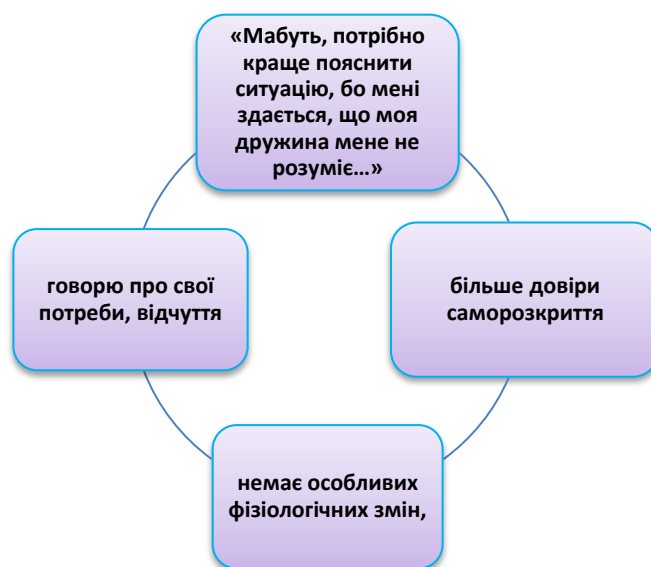 «Мабуть, потрібно
краще пояснити
ситуацію, бо мені
здається, що моя
дружина мене не
розуміє…»
говорю про свої
потреби, відчуття
більше довіри
саморозкриття
немає особливих
фізіологічних змін,